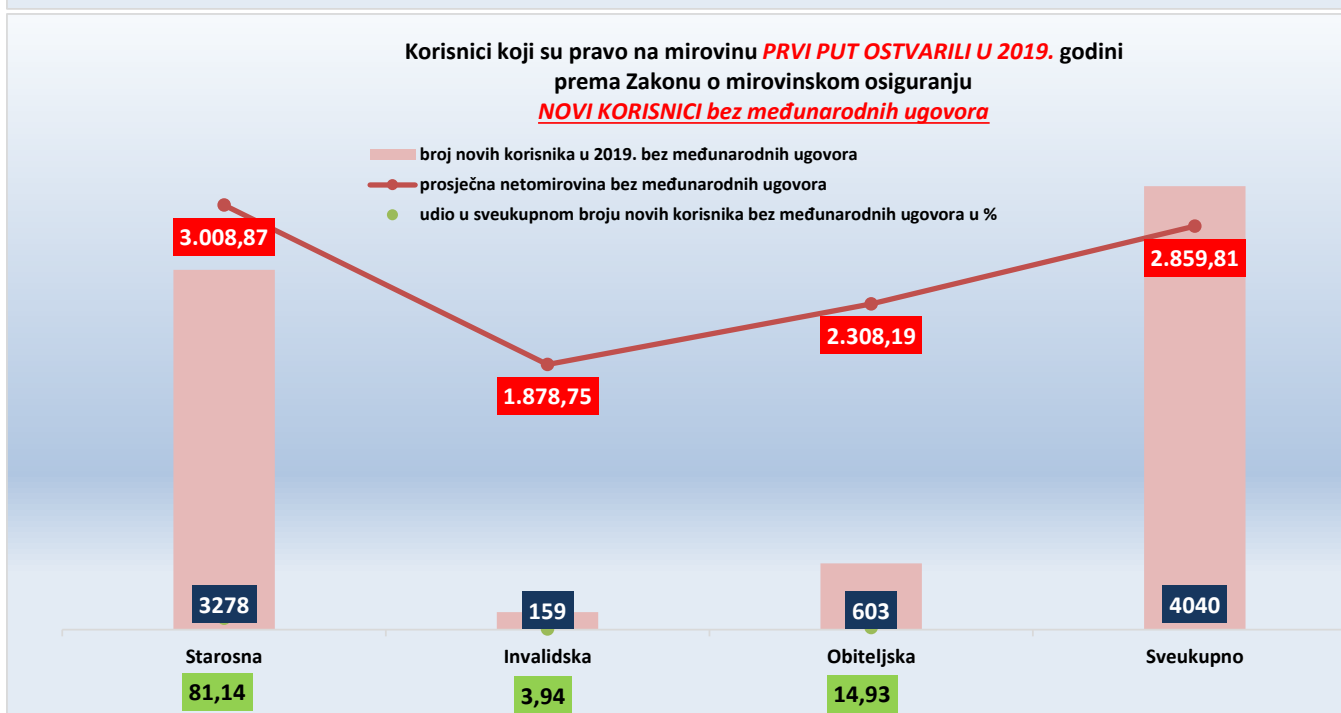 Korisnici koji su pravo na mirovinu PRVI PUT OSTVARILI U 2019. godini
prema Zakonu o mirovinskom osiguranju
NOVI KORISNICI bez međunarodnih ugovora
broj novih korisnika u 2019. bez međunarodnih ugovora
prosječna netomirovina bez međunarodnih ugovora
udio u sveukupnom broju novih korisnika bez međunarodnih ugovora u %
3.008,87
1.878,75
2.308,19
2.859,81
3278
159
603
4040
Starosna
Invalidska
Obiteljska
Sveukupno
81,14
3,94
14,93